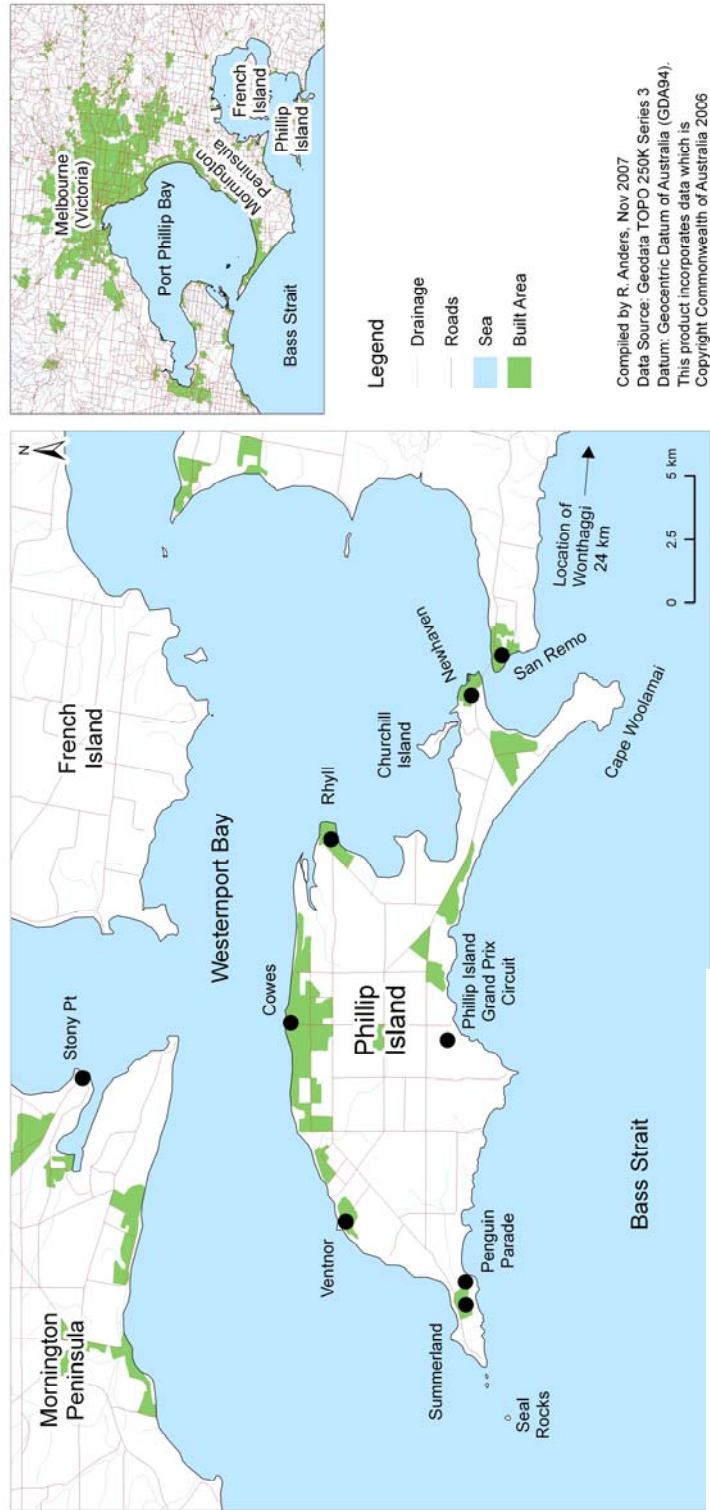 Mornington
Peninsula
Stony Pt
French
Island
N
Westernport Bay
Cowes
Rhyll
Ventnor
Phillip
Island
Churchill
Island
Newhaven
San Remo
Summerland
Penguin
Parade
Phillip Island
Grand Prix
Circuit
Cape Woolamai
Seal
Rocks
Bass Strait
Location of
Wonthaggi
24 km
0
2.5
5 km
Melbourne
(Victoria)
Port Phillip Bay
Mornington
Peninsula
French
Island
Phillip
Island
Bass Strait
Legend
Drainage
Roads
Sea
Built Area
Compiled by R. Anders, Nov 2007
Data Source: Geodata TOPO 250K Series 3
Datum: Geocentric Datum of Australia (GDA94).
This product incorporates data which is
Copyright Commonwealth of Australia 2006